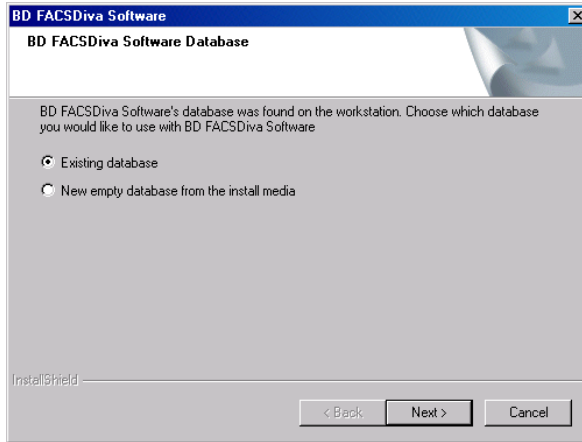 BD FACSDiva Software
BD FACSDiva Software Database
BD FACSDiva Software's database was found on the workstation. Choose which database
you would like to use with BD FACSDiva Software
Existing database
New empty database from the install media
InstallShield
< Back
Next >
Cancel